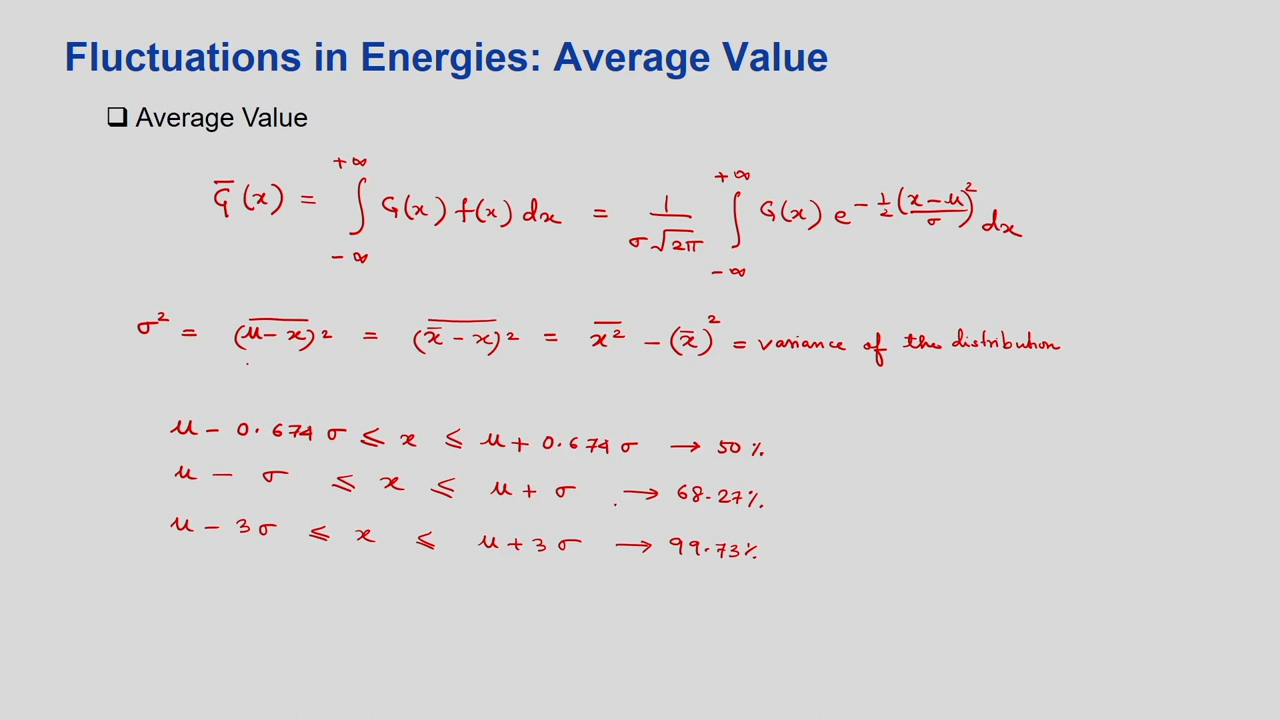 Fluctuations in Energies: Average Value
❑ Average Value
G̅(x) = ∫_{-∞}^{+∞} G(x) f(x) dx = 1/(σ√2π) ∫_{-∞}^{+∞} G(x) e^{-1/2((x-μ)/σ)^2} dx
σ² = \overline{(μ-x)²} = \overline{(x̅-x)²} = \overline{x²} - (x̅)² = variance of the distribution
μ - 0.674 σ ≤ x ≤ μ + 0.674 σ → 50 %.
μ - σ ≤ x ≤ μ + σ → 68.27%.
μ - 3σ ≤ x ≤ μ + 3σ → 99.73%